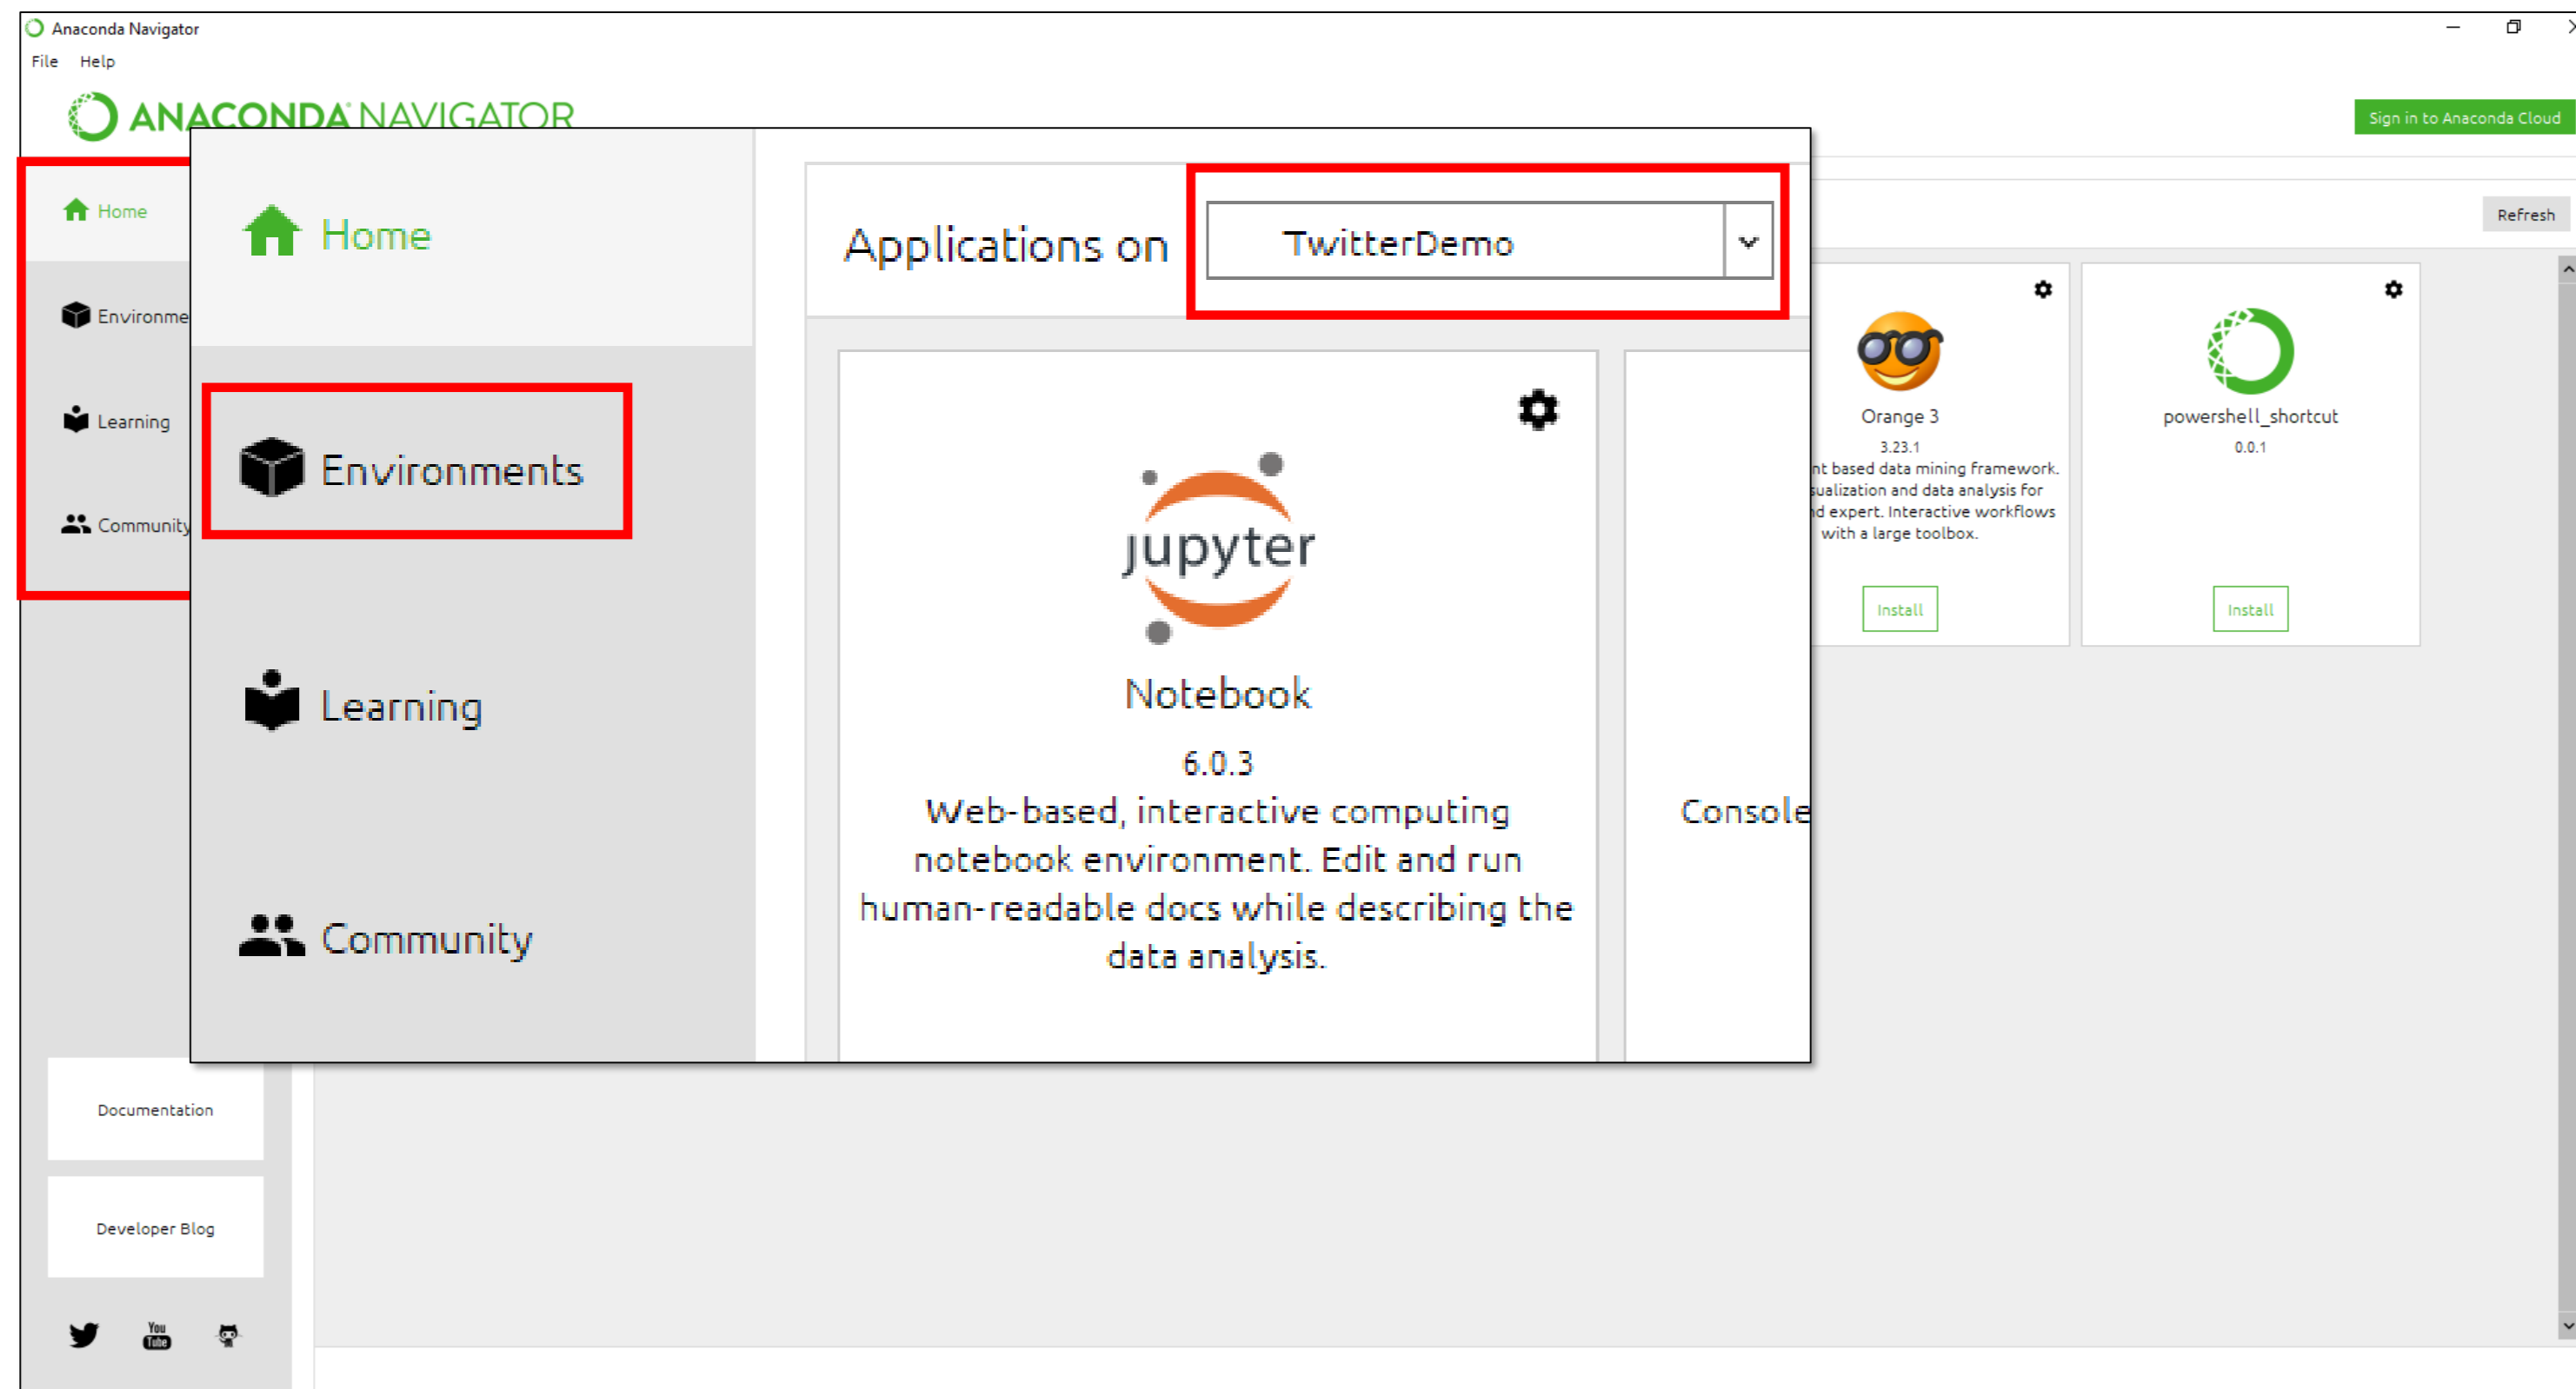 Anaconda Navigator
File Help
ANACONDA NAVIGATOR
Sign in to Anaconda Cloud
Home
Learning
Community
Documentation
Developer Blog
You
Tube
Home
Environments
Learning
Community
Applications on TwitterDemo
jupyter
Notebook
6.0.3
Web-based, interactive computing
notebook environment. Edit and run
human-readable docs while describing the
data analysis.
Console
Refresh
Orange 3
3.23.1
based data mining framework.
and data analysis for
expert. Interactive workflows
with a large toolbox.
Install
powershell_shortcut
0.0.1
Install